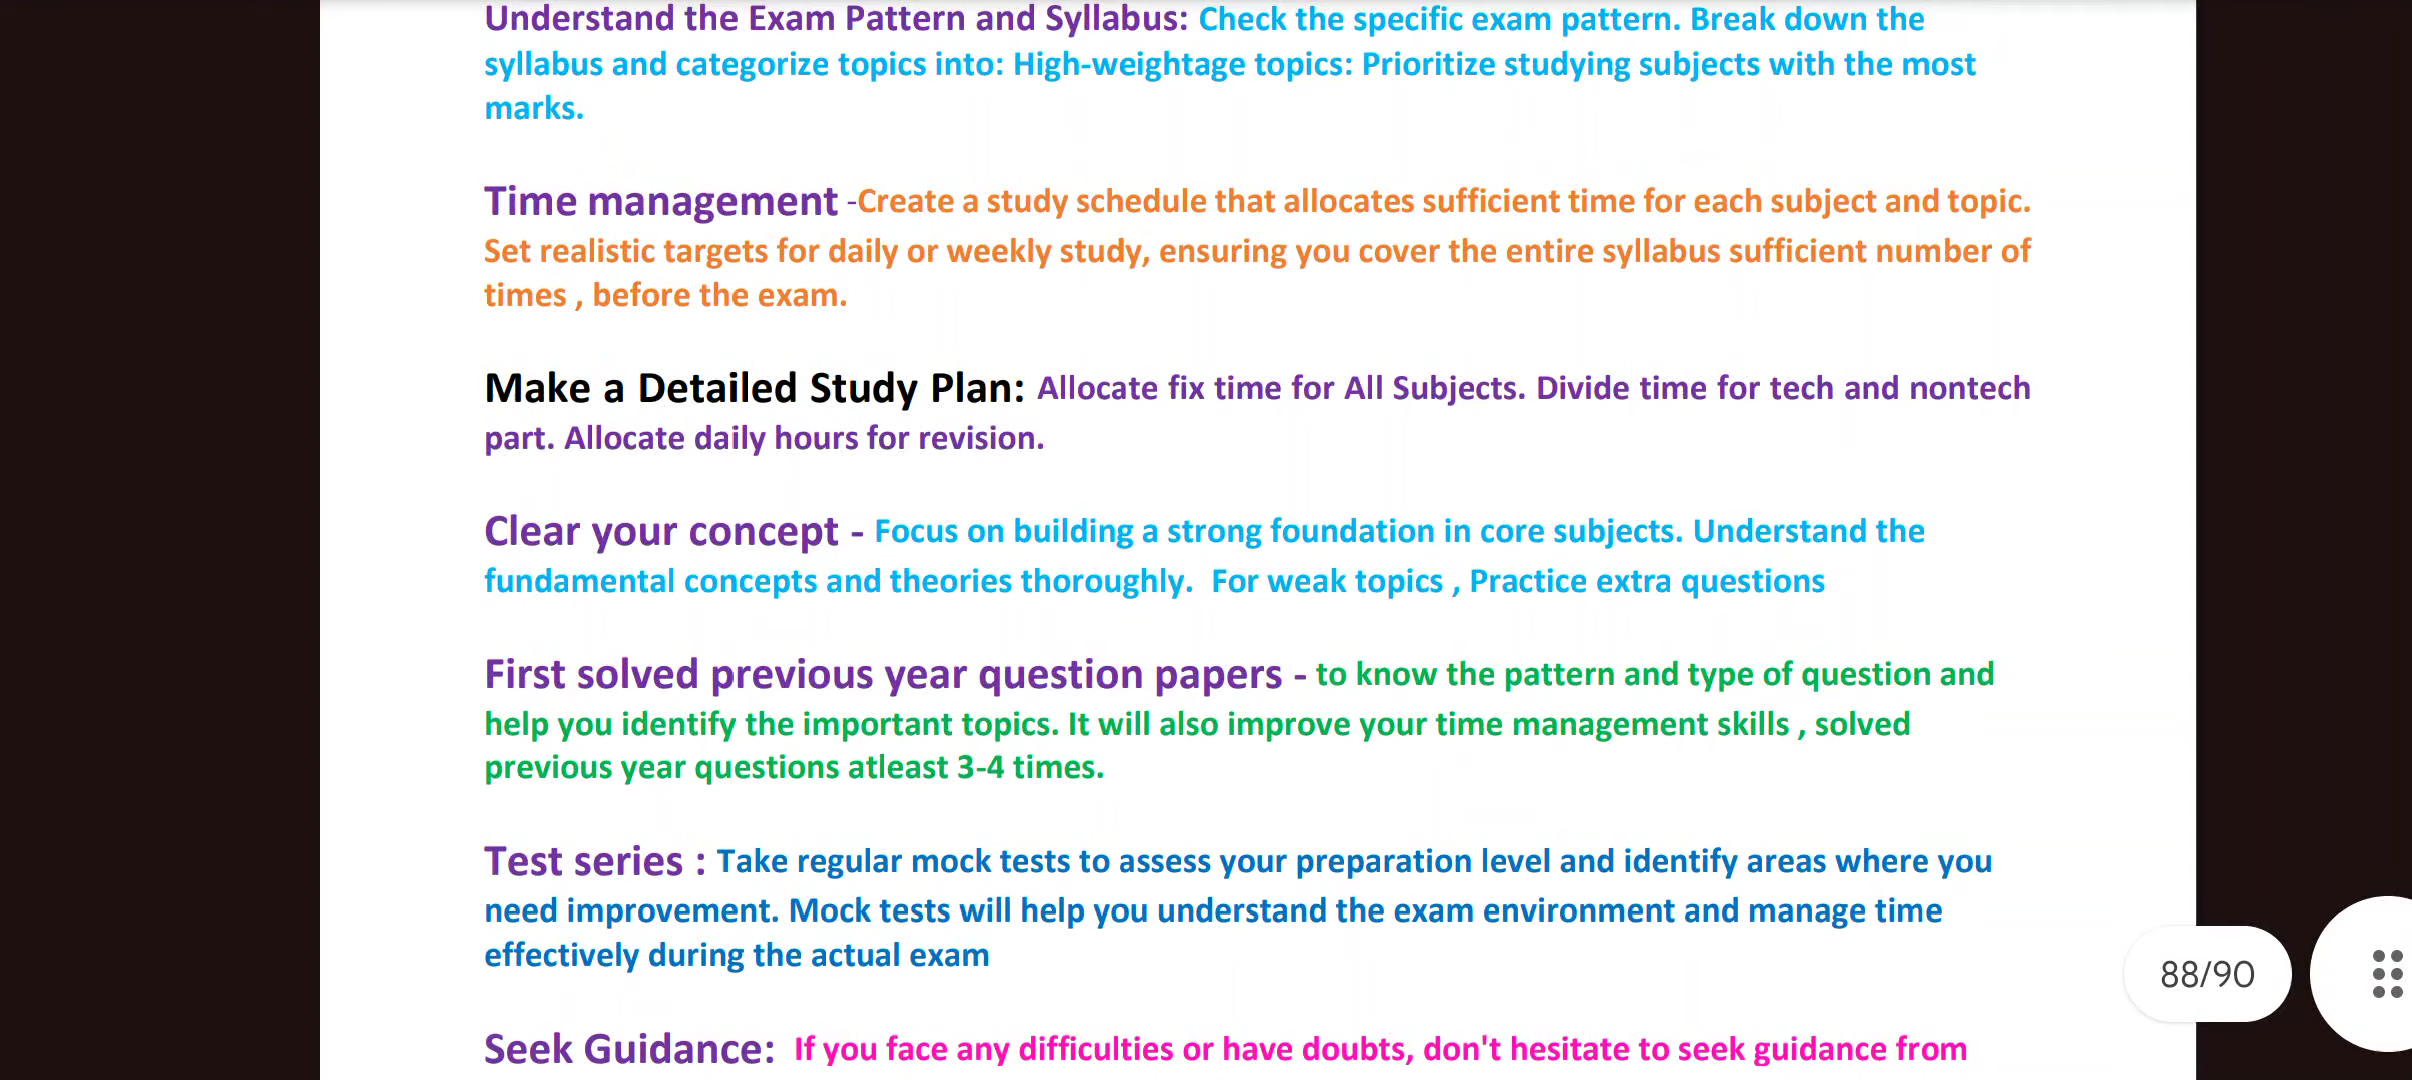 Understand the Exam Pattern and Syllabus: Check the specific exam pattern. Break down the
syllabus and categorize topics into: High-weightage topics: Prioritize studying subjects with the most
marks.
Time management -Create a study schedule that allocates sufficient time for each subject and topic.
Set realistic targets for daily or weekly study, ensuring you cover the entire syllabus sufficient number of
times , before the exam.
Make a Detailed Study Plan: Allocate fix time for All Subjects. Divide time for tech and nontech
part. Allocate daily hours for revision.
Clear your concept - Focus on building a strong foundation in core subjects. Understand the
fundamental concepts and theories thoroughly.  For weak topics , Practice extra questions
First solved previous year question papers - to know the pattern and type of question and
help you identify the important topics. It will also improve your time management skills , solved
previous year questions atleast 3-4 times.
Test series : Take regular mock tests to assess your preparation level and identify areas where you
need improvement. Mock tests will help you understand the exam environment and manage time
effectively during the actual exam
88/90
Seek Guidance:  If you face any difficulties or have doubts, don't hesitate to seek guidance from